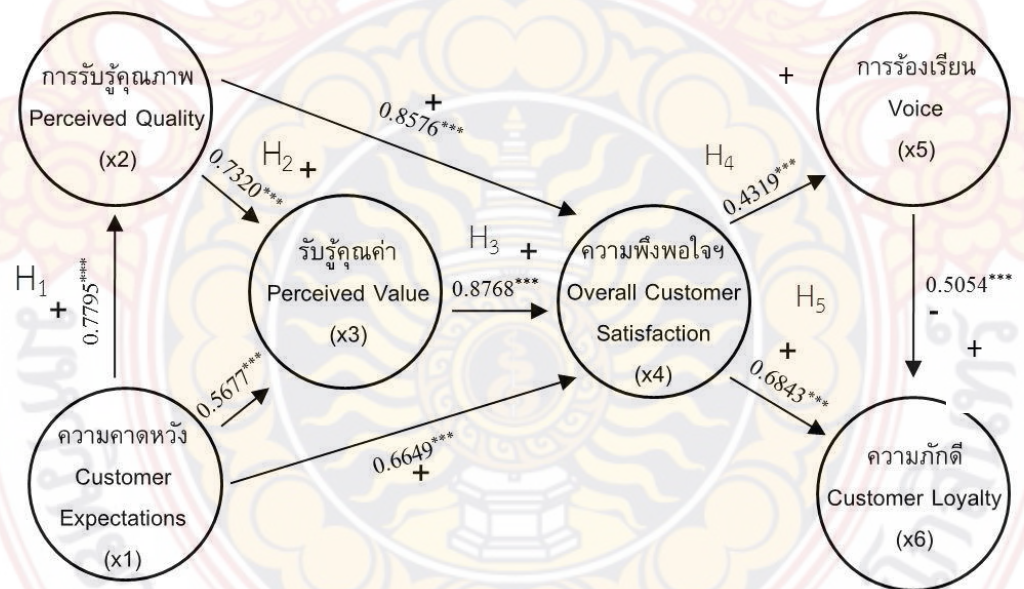 การรับรู้คุณภาพ
Perceived Quality
(x2)
+
0.8576***
H₂ +
0.7320***
H₁
+
0.7795***
รับรู้คุณค่า
Perceived Value
(x3)
H₃ +
0.8768***
ความพึงพอใจฯ
Overall Customer
Satisfaction
(x4)
+
การร้องเรียน
Voice
(x5)
H₄
0.4319***
H₅
+
0.6843***
0.5054***
-
+
0.5677***
0.6649***
+
ความคาดหวัง
Customer
Expectations
(x1)
ความภักดี
Customer Loyalty
(x6)